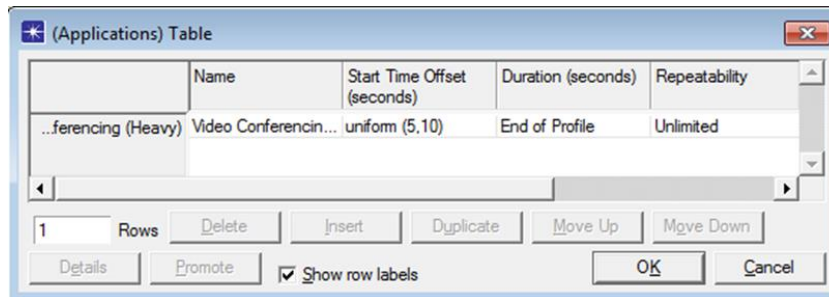 (Applications) Table
Name Start Time Offset (seconds) Duration (seconds) Repeatability
...ferencing (Heavy) Video Conferencin... uniform (5,10) End of Profile Unlimited
1 Rows Delete Insert Duplicate Move Up Move Down
Details Promote Show row labels OK Cancel